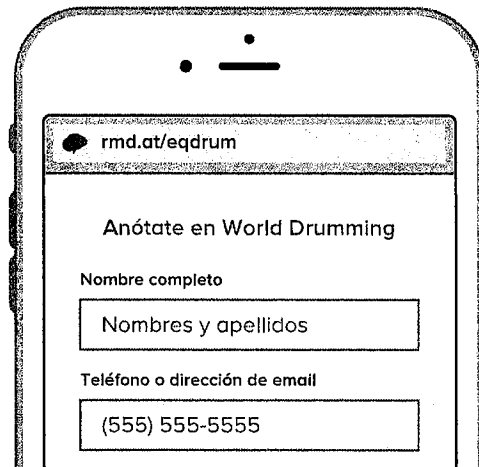 rmd.at/eqdrum
Anótate en World Drumming
Nombre completo
Nombres y apellidos
Teléfono o dirección de email
(555) 555-5555